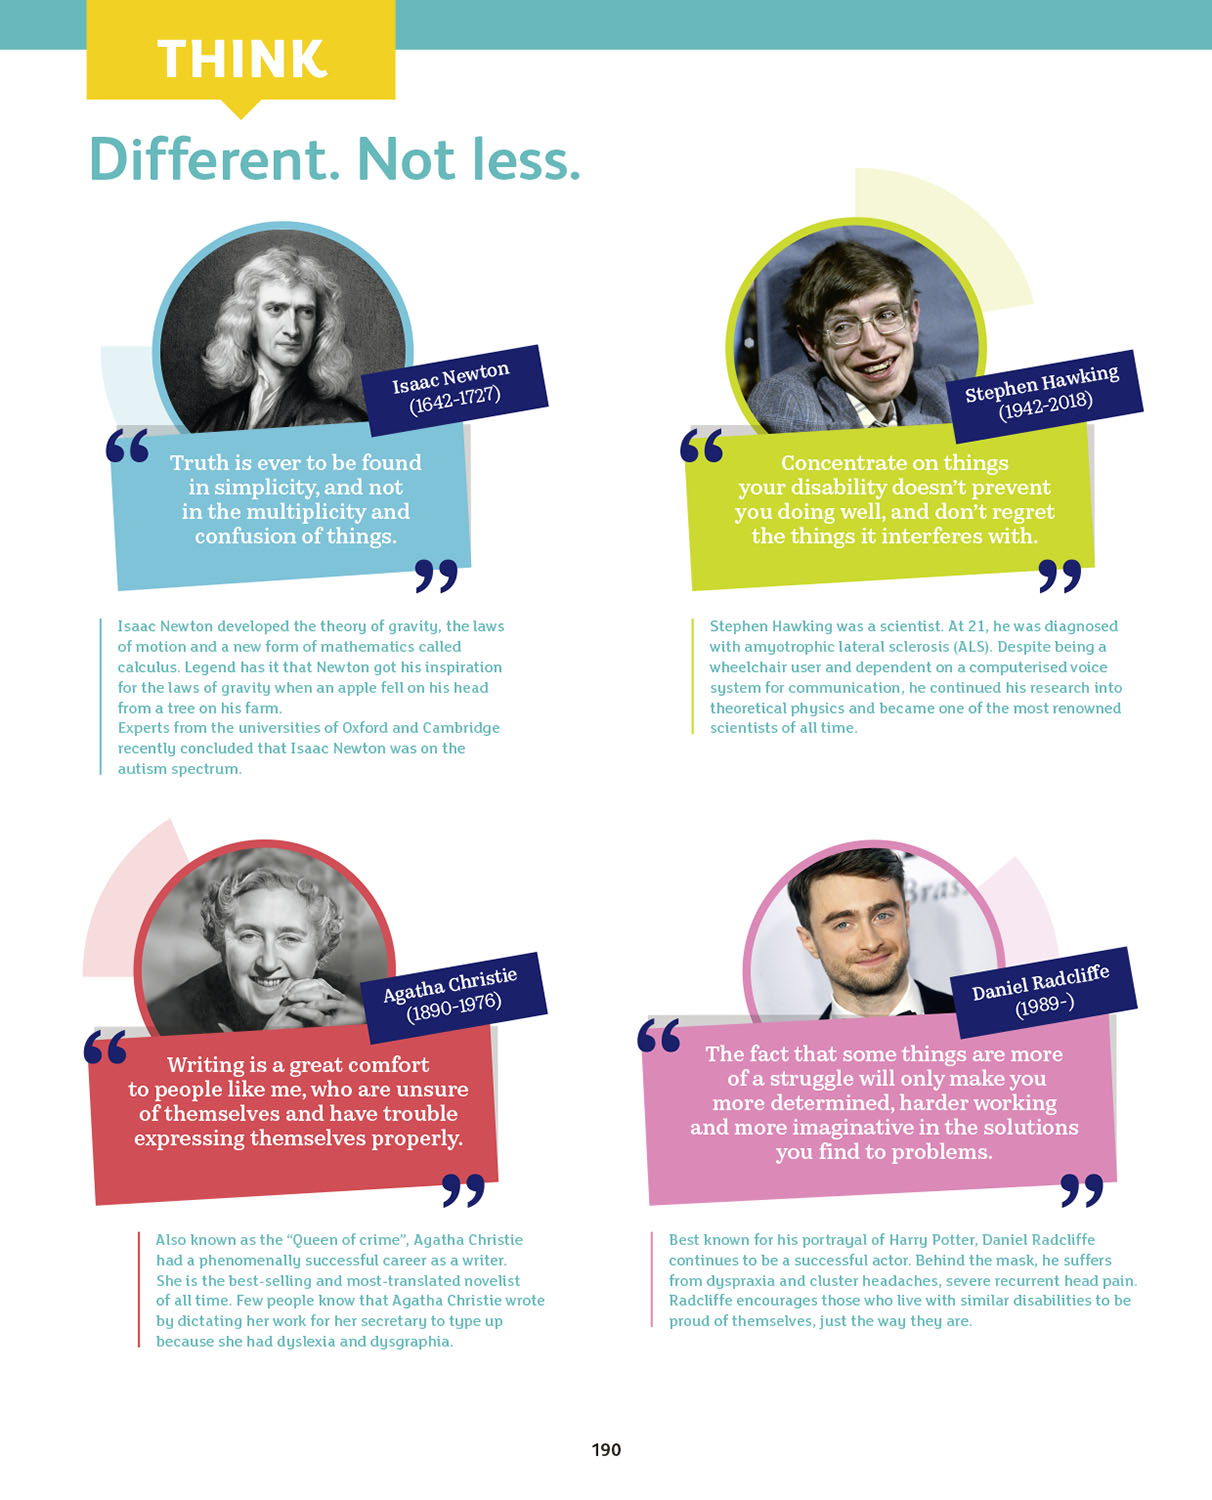 THINK
Different. Not less.
Isaac Newton
(1642-1727)
“
Truth is ever to be found
in simplicity, and not
in the multiplicity and
confusion of things.
”
Isaac Newton developed the theory of gravity, the laws
of motion and a new form of mathematics called
calculus. Legend has it that Newton got his inspiration
for the laws of gravity when an apple fell on his head
from a tree on his farm.
Experts from the universities of Oxford and Cambridge
recently concluded that Isaac Newton was on the
autism spectrum.
Stephen Hawking
(1942-2018)
“
Concentrate on things
your disability doesn’t prevent
you doing well, and don’t regret
the things it interferes with.
”
Stephen Hawking was a scientist. At 21, he was diagnosed
with amyotrophic lateral sclerosis (ALS). Despite being a
wheelchair user and dependent on a computerised voice
system for communication, he continued his research into
theoretical physics and became one of the most renowned
scientists of all time.
Agatha Christie
(1890-1976)
“
Writing is a great comfort
to people like me, who are unsure
of themselves and have trouble
expressing themselves properly.
”
Also known as the “Queen of crime”, Agatha Christie
had a phenomenally successful career as a writer.
She is the best-selling and most-translated novelist
of all time. Few people know that Agatha Christie wrote
by dictating her work for her secretary to type up
because she had dyslexia and dysgraphia.
Brass
Daniel Radcliffe
(1989-)
“
The fact that some things are more
of a struggle will only make you
more determined, harder working
and more imaginative in the solutions
you find to problems.
”
Best known for his portrayal of Harry Potter, Daniel Radcliffe
continues to be a successful actor. Behind the mask, he suffers
from dyspraxia and cluster headaches, severe recurrent head pain.
Radcliffe encourages those who live with similar disabilities to be
proud of themselves, just the way they are.
190